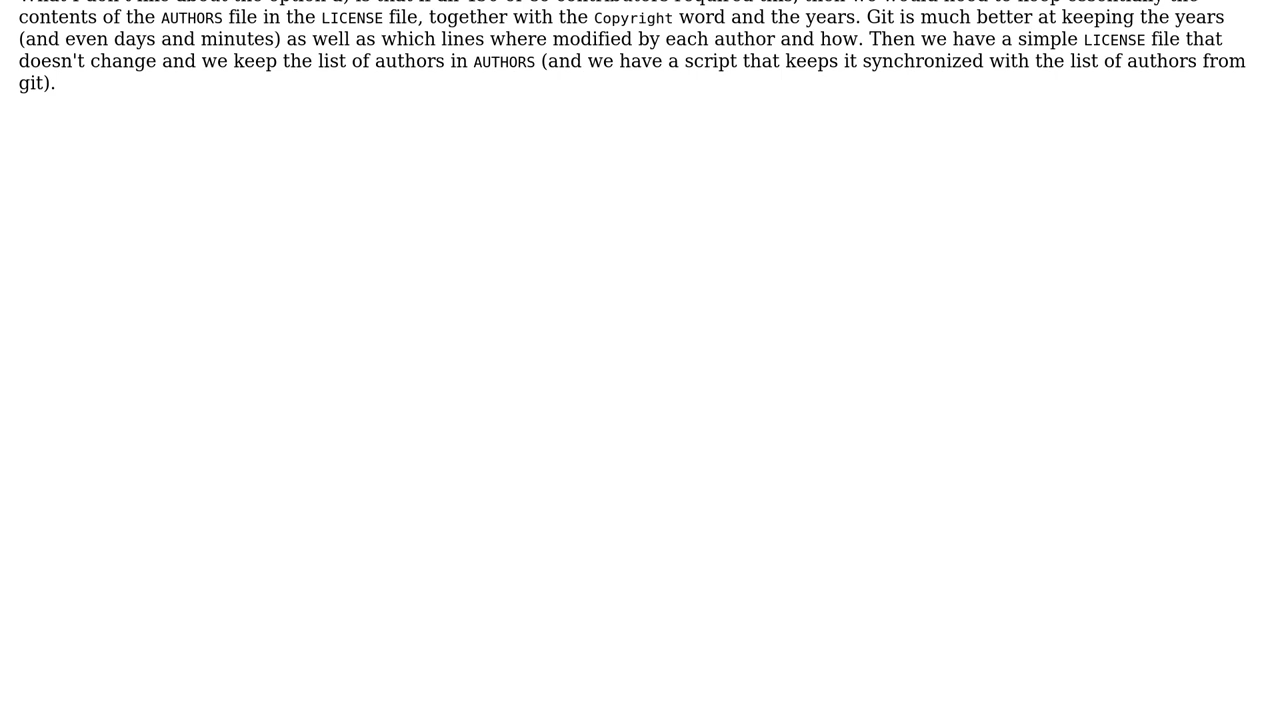 contents of the AUTHORS file in the LICENSE file, together with the Copyright word and the years. Git is much better at keeping the years
(and even days and minutes) as well as which lines where modified by each author and how. Then we have a simple LICENSE file that
doesn't change and we keep the list of authors in AUTHORS (and we have a script that keeps it synchronized with the list of authors from
git).